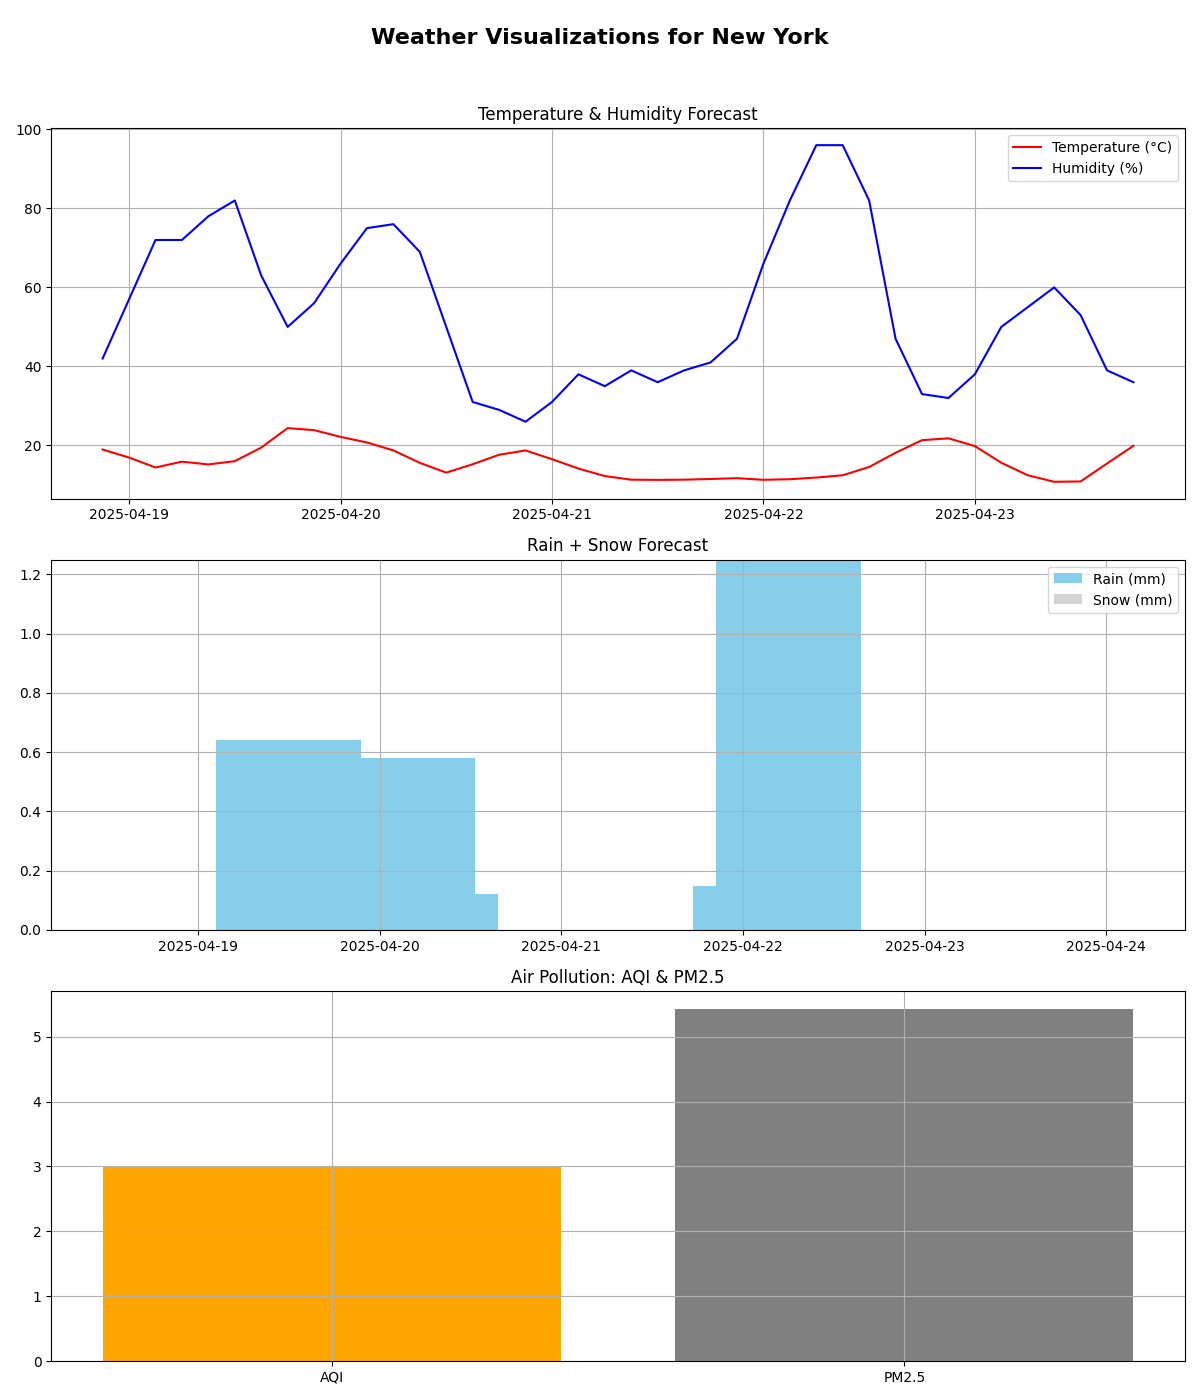 Weather Visualizations for New York
Temperature & Humidity Forecast
100
80
60
40
20
Temperature (°C)
Humidity (%)
2025-04-19 2025-04-20 2025-04-21 2025-04-22 2025-04-23
Rain + Snow Forecast
1.2
1.0
0.8
0.6
0.4
0.2
0.0
Rain (mm)
Snow (mm)
2025-04-19 2025-04-20 2025-04-21 2025-04-22 2025-04-23 2025-04-24
Air Pollution: AQI & PM2.5
5
4
3
2
1
0
AQI PM2.5